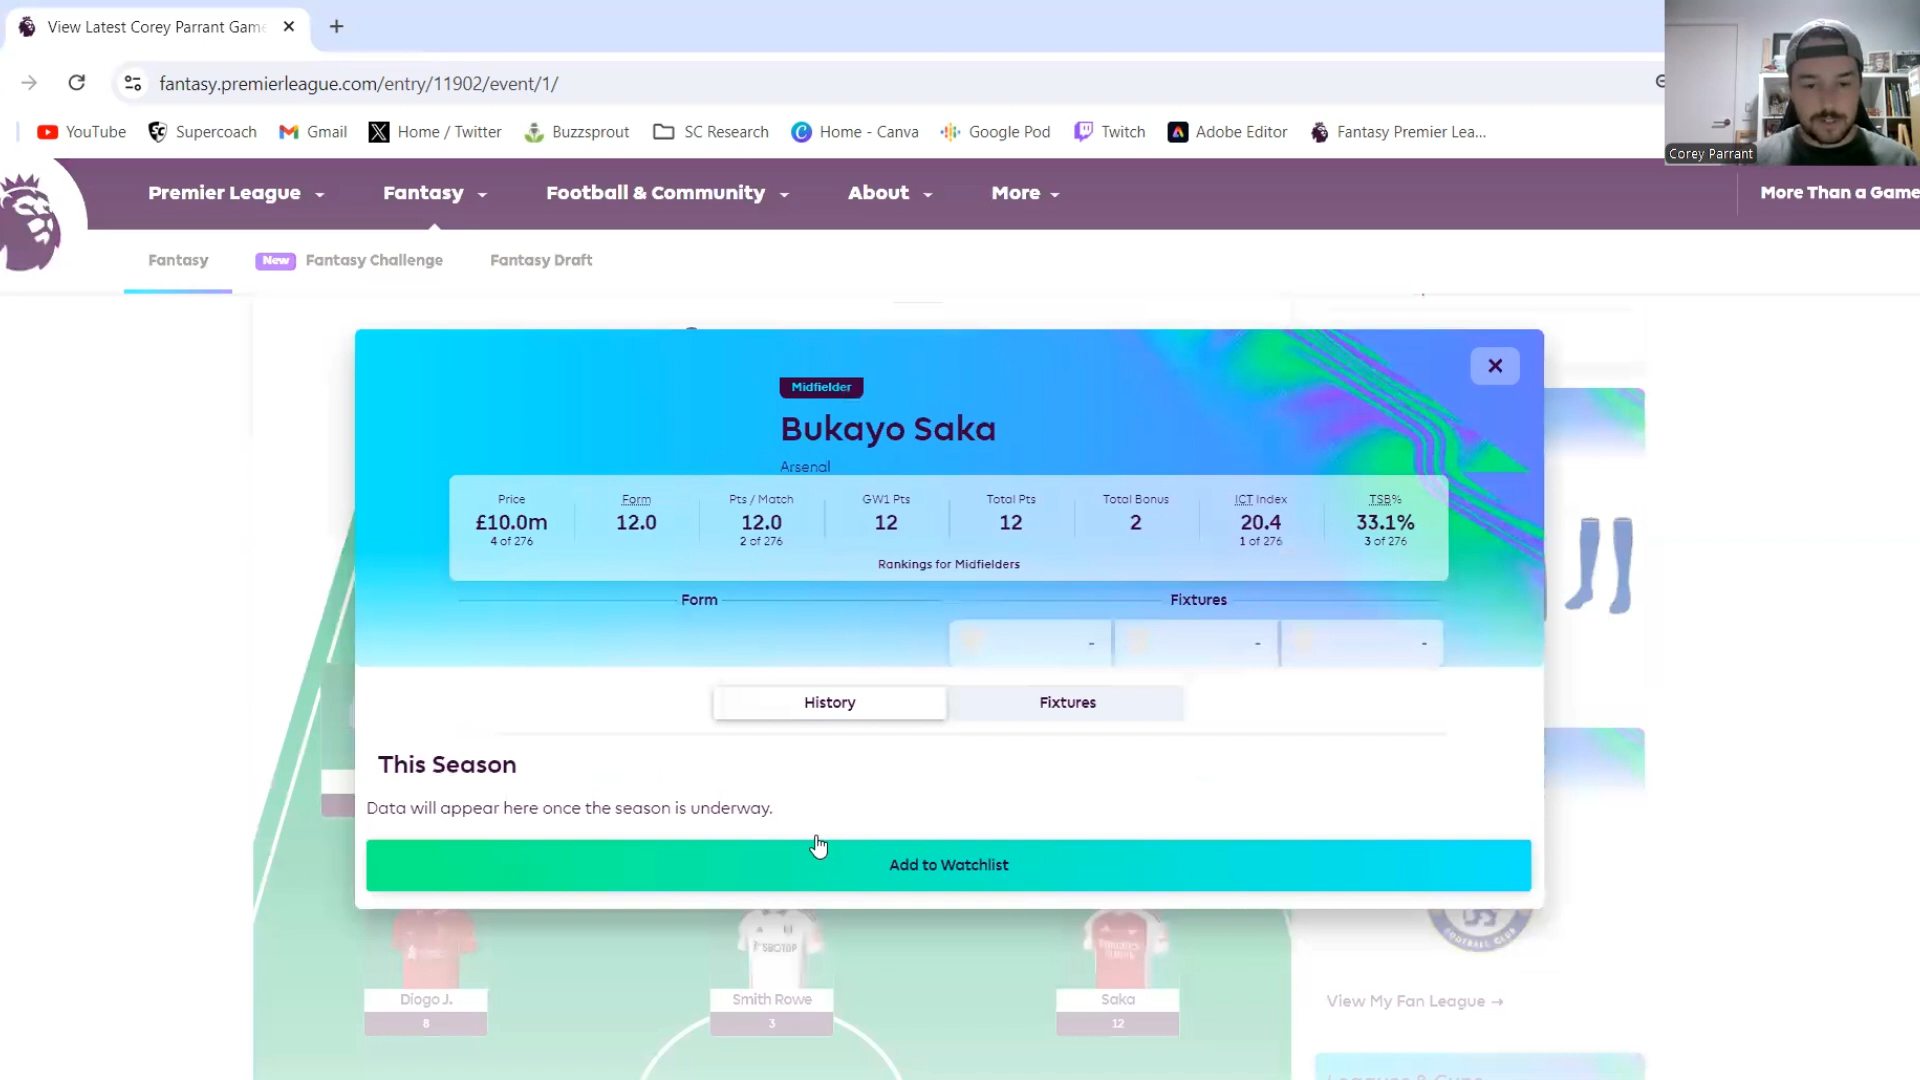 View Latest Corey Parrant Game
fantasy.premierleague.com/entry/11902/event/1/
YouTube Supercoach Gmail Home / Twitter Buzzsprout SC Research Home - Canva Google Pod Twitch Adobe Editor Fantasy Premier Lea...
Corey Parrant
Premier League Fantasy Football & Community About More More Than a Game
Fantasy New Fantasy Challenge Fantasy Draft
Midfielder
Bukayo Saka
Arsenal
Price Form Pts / Match GW1 Pts Total Pts Total Bonus ICT Index TSB%
£10.0m 12.0 12.0 12 12 2 20.4 33.1%
4 of 276 2 of 276 1 of 276 3 of 276
Rankings for Midfielders
Form Fixtures
- - -
History Fixtures
This Season
Data will appear here once the season is underway.
Add to Watchlist
SBOTOP
FOOTBALL CLUB
Diogo J. Smith Rowe Saka
8 3 12
View My Fan League →